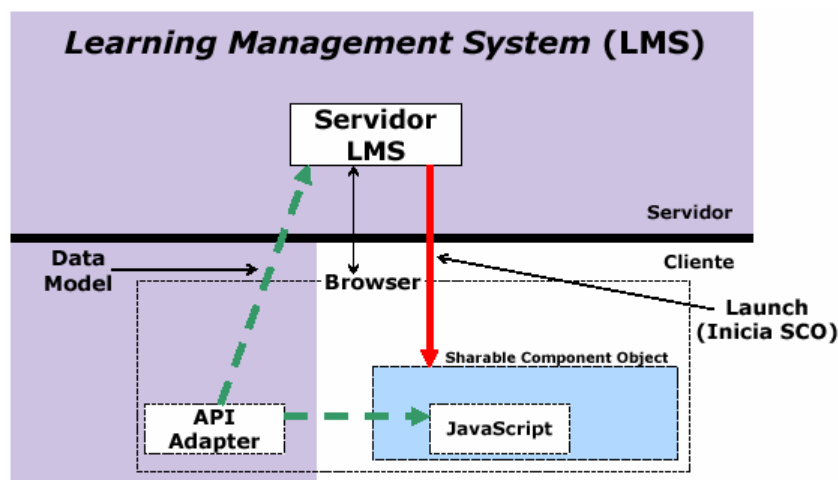 Learning Management System (LMS)
Servidor
LMS
Servidor
Data
Model
Cliente
Browser
Launch
(Inicia SCO)
Sharable Component Object
API
Adapter
JavaScript